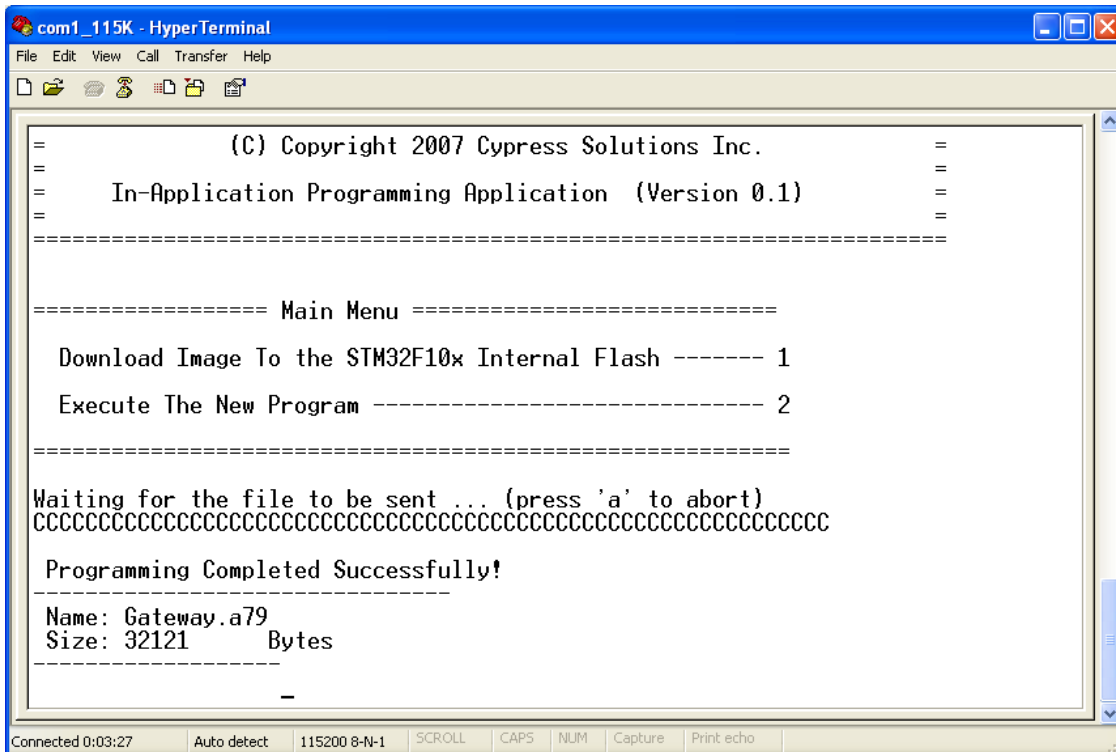 com1_115K - HyperTerminal
File Edit View Call Transfer Help
= (C) Copyright 2007 Cypress Solutions Inc. =
= =
= In-Application Programming Application (Version 0.1) =
= =
======================================================================
================== Main Menu ============================
Download Image To the STM32F10x Internal Flash ------- 1
Execute The New Program ------------------------------ 2
==========================================================
Waiting for the file to be sent ... (press 'a' to abort)
CCCCCCCCCCCCCCCCCCCCCCCCCCCCCCCCCCCCCCCCCCCCCCCCCCCCCCCCCCCCC
Programming Completed Successfully!
--------------------------------
Name: Gateway.a79
Size: 32121 Bytes
-------------------
_
Connected 0:03:27 Auto detect 115200 8-N-1 SCROLL CAPS NUM Capture Print echo